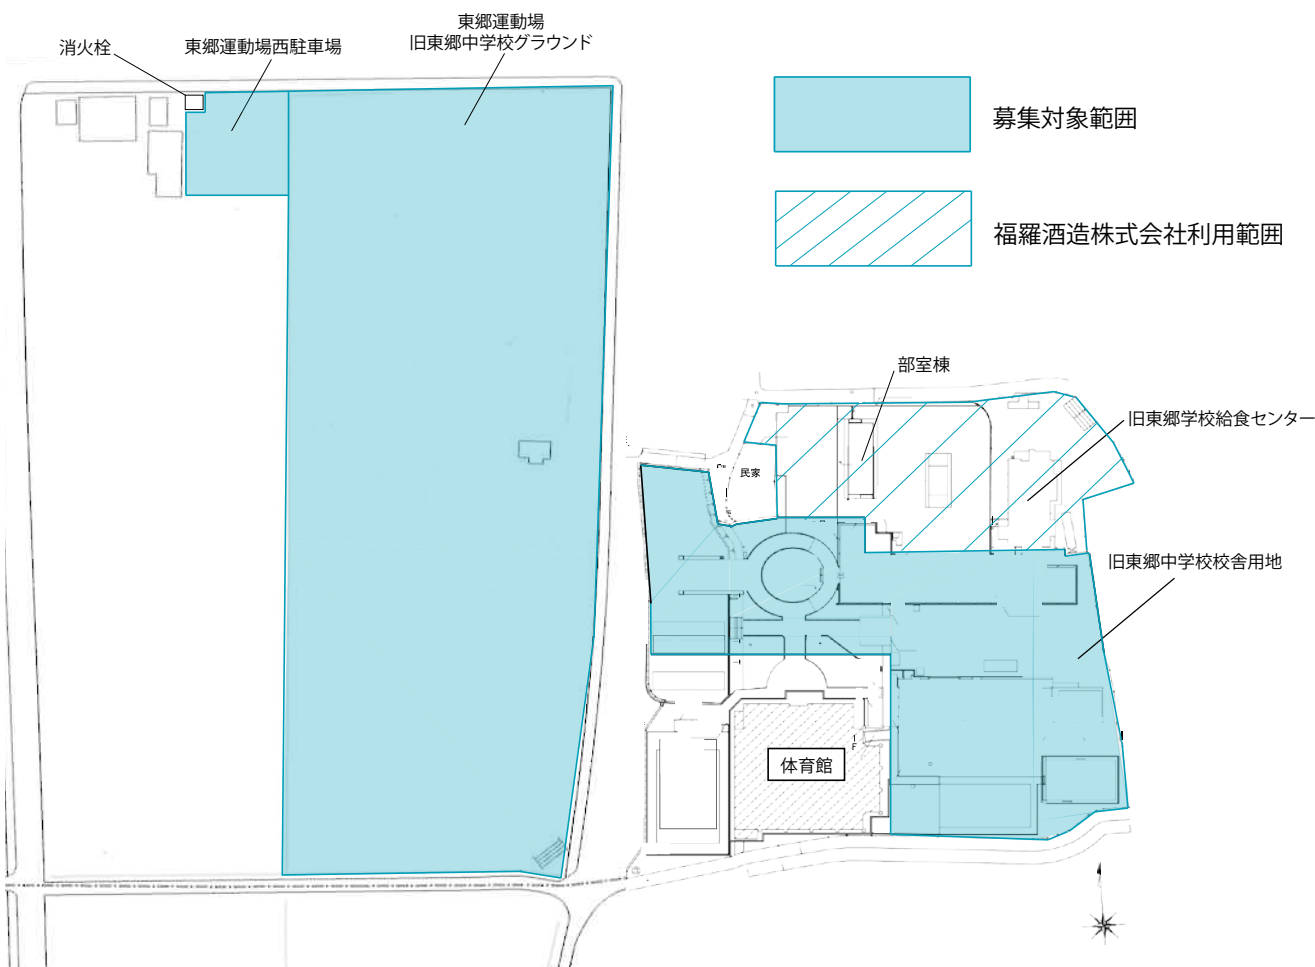 東郷運動場
旧東郷中学校グラウンド
消火栓
東郷運動場西駐車場
募集対象範囲
福羅酒造株式会社利用範囲
部室棟
旧東郷学校給食センター
民家
旧東郷中学校校舎用地
体育館